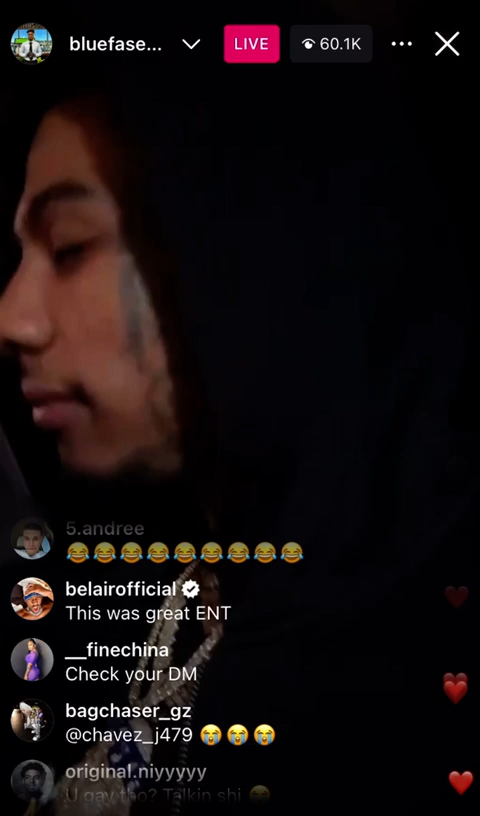 bluefase...
LIVE
60.1K
5.andree
😂😂😂😂😂😂😂😂😂
belairofficial
This was great ENT
__finechina
Check your DM
bagchaser_gz
@chavez_j479 😭😭😭
original.niyyyyy
U gay tho? Talkin shi 😂